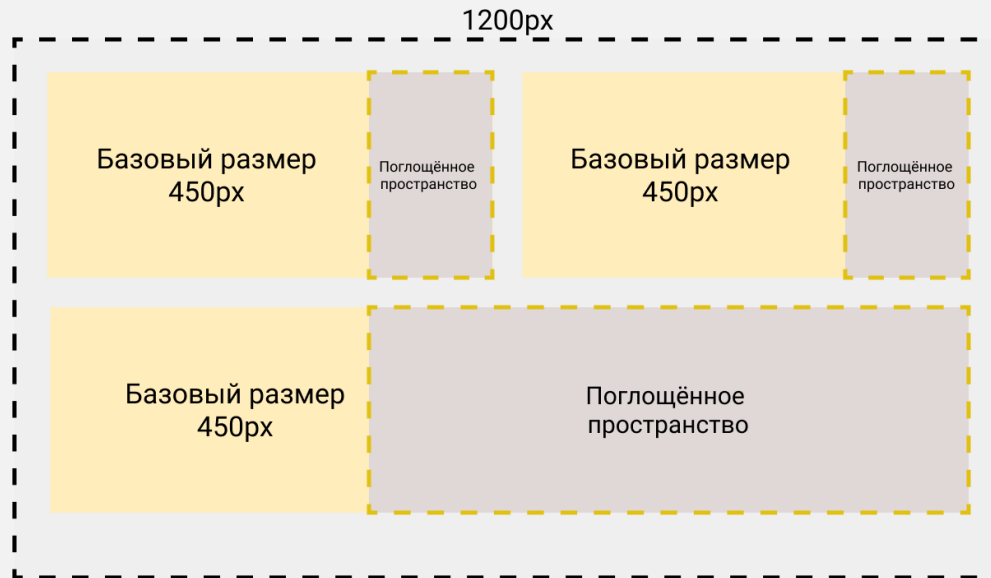 1200px
Базовый размер
450px
Поглощённое
пространство
Базовый размер
450px
Поглощённое
пространство
Базовый размер
450px
Поглощённое
пространство